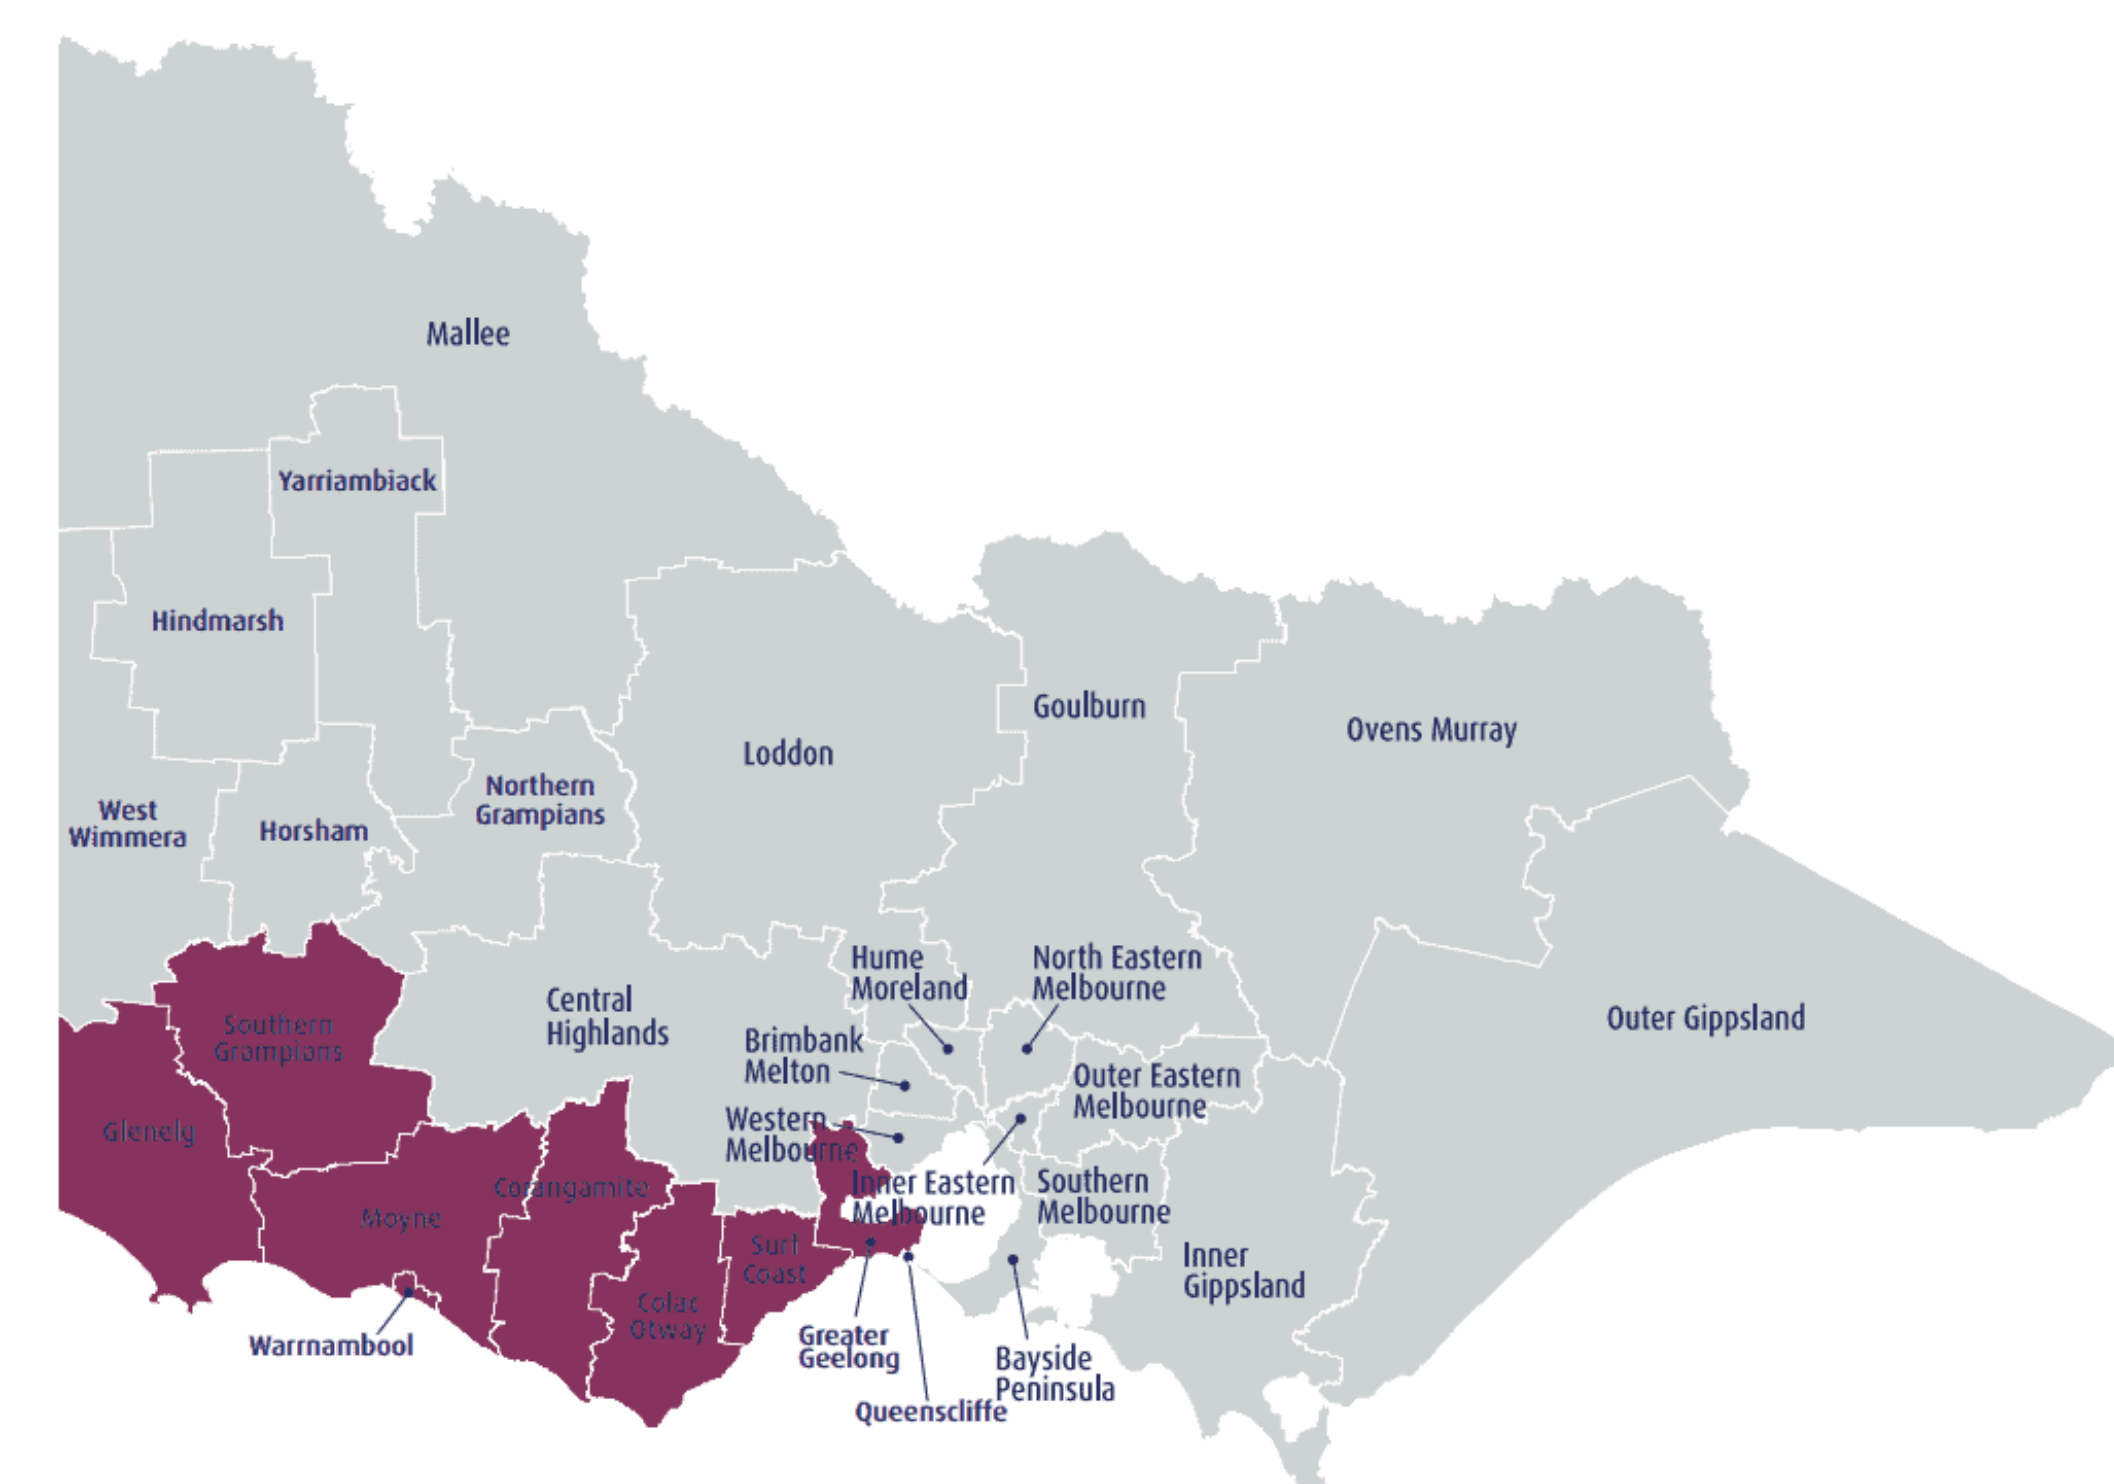 Mallee
Yarriambiack
Hindmarsh
Goulburn
Ovens Murray
Loddon
Northern
Grampians
West
Wimmera
Horsham
Hume
Moreland
North Eastern
Melbourne
Central
Highlands
Outer Gippsland
Southern
Grampians
Brimbank
Melton
Outer Eastern
Melbourne
Glenelg
Western
Melbourne
Corangamite
Moyne
Inner Eastern
Melbourne
Southern
Melbourne
Surf
Coast
Inner
Gippsland
Colac
Otway
Warrnambool
Greater
Geelong
Bayside
Peninsula
Queenscliffe